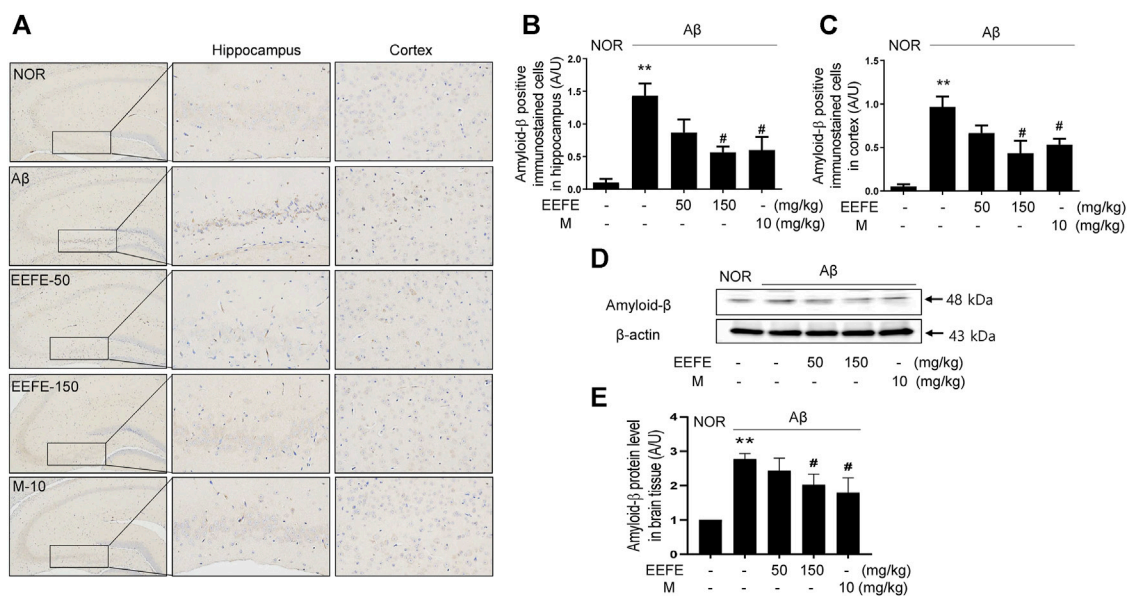 A
Hippocampus Cortex
NOR
Aβ
EEFE-50
EEFE-150
M-10
B
Aβ
NOR
Amyloid-β positive
immunostained cells
in hippocampus (A/U)
2.0
1.5
1.0
0.5
0.0
**
#
#
EEFE - - 50 150 - (mg/kg)
M - - - - 10 (mg/kg)
C
Aβ
NOR
Amyloid-β positive
immunostained cells
in cortex (A/U)
1.5
1.0
0.5
0.0
**
#
#
EEFE - - 50 150 - (mg/kg)
M - - - - 10 (mg/kg)
D
NOR Aβ
Amyloid-β 48 kDa
β-actin 43 kDa
EEFE - - 50 150 - (mg/kg)
M - - - - 10 (mg/kg)
E
NOR Aβ
Amyloid-β protein level
in brain tissue (A/U)
4
3
2
1
0
**
#
#
EEFE - - 50 150 - (mg/kg)
M - - - - 10 (mg/kg)